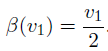 β(v₁) = v₁/2.